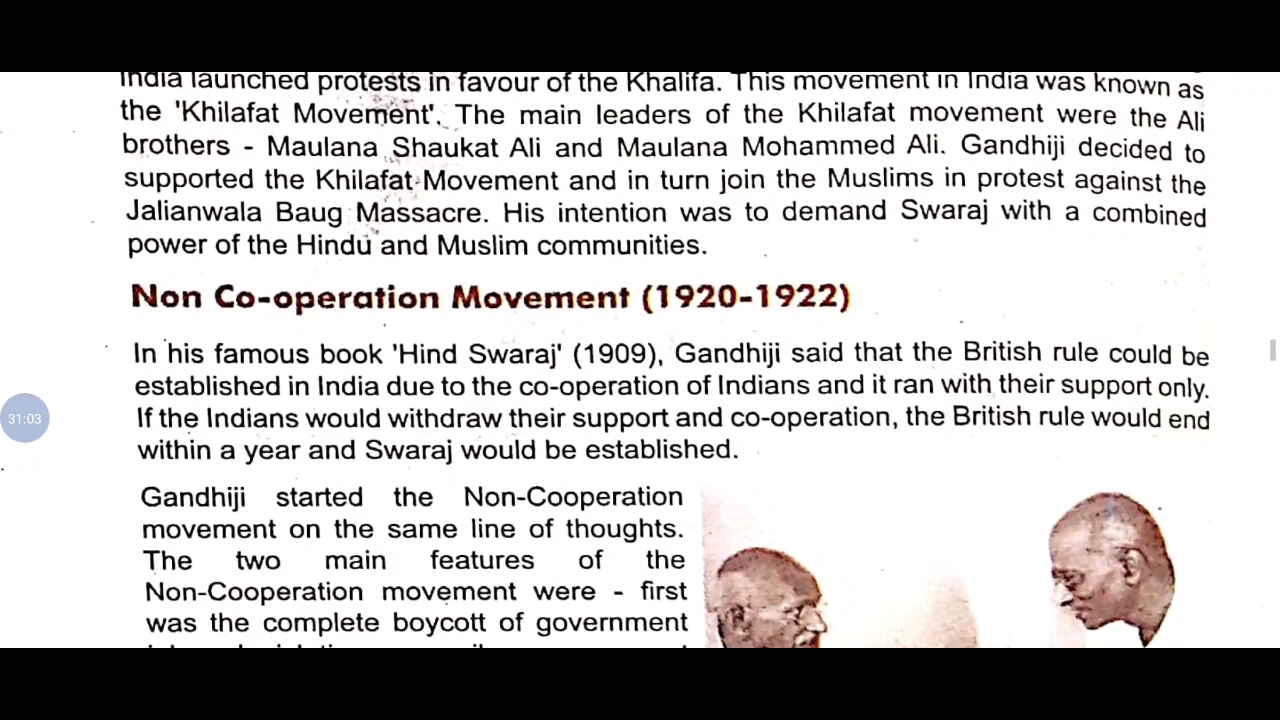 India launched protests in favour of the Khalifa. This movement in India was known as
the 'Khilafat Movement'. The main leaders of the Khilafat movement were the Ali
brothers - Maulana Shaukat Ali and Maulana Mohammed Ali. Gandhiji decided to
supported the Khilafat Movement and in turn join the Muslims in protest against the
Jalianwala Baug Massacre. His intention was to demand Swaraj with a combined
power of the Hindu and Muslim communities.
Non Co-operation Movement (1920-1922)
In his famous book 'Hind Swaraj' (1909), Gandhiji said that the British rule could be
established in India due to the co-operation of Indians and it ran with their support only.
If the Indians would withdraw their support and co-operation, the British rule would end
within a year and Swaraj would be established.
31:03
Gandhiji started the Non-Cooperation
movement on the same line of thoughts.
The two main features of the
Non-Cooperation movement were - first
was the complete boycott of government